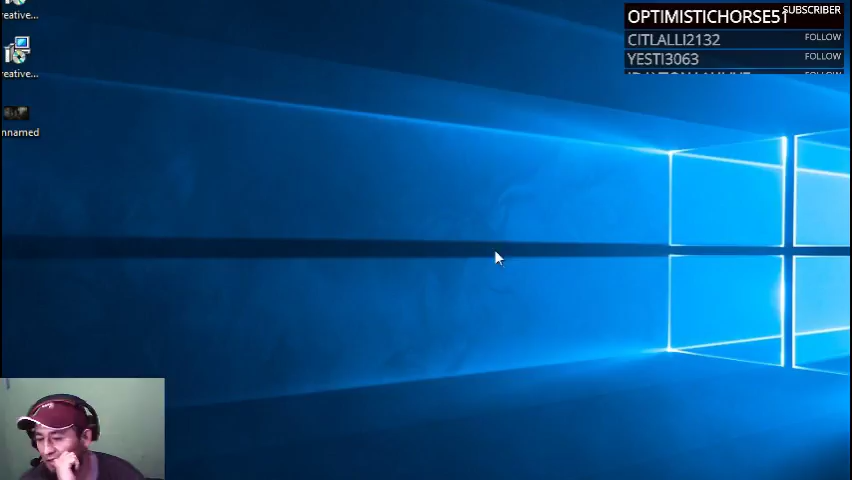 reative...
reative...
nnamed
OPTIMISTICHORSE51 SUBSCRIBER
CITLALLI2132 FOLLOW
YESTI3063 FOLLOW